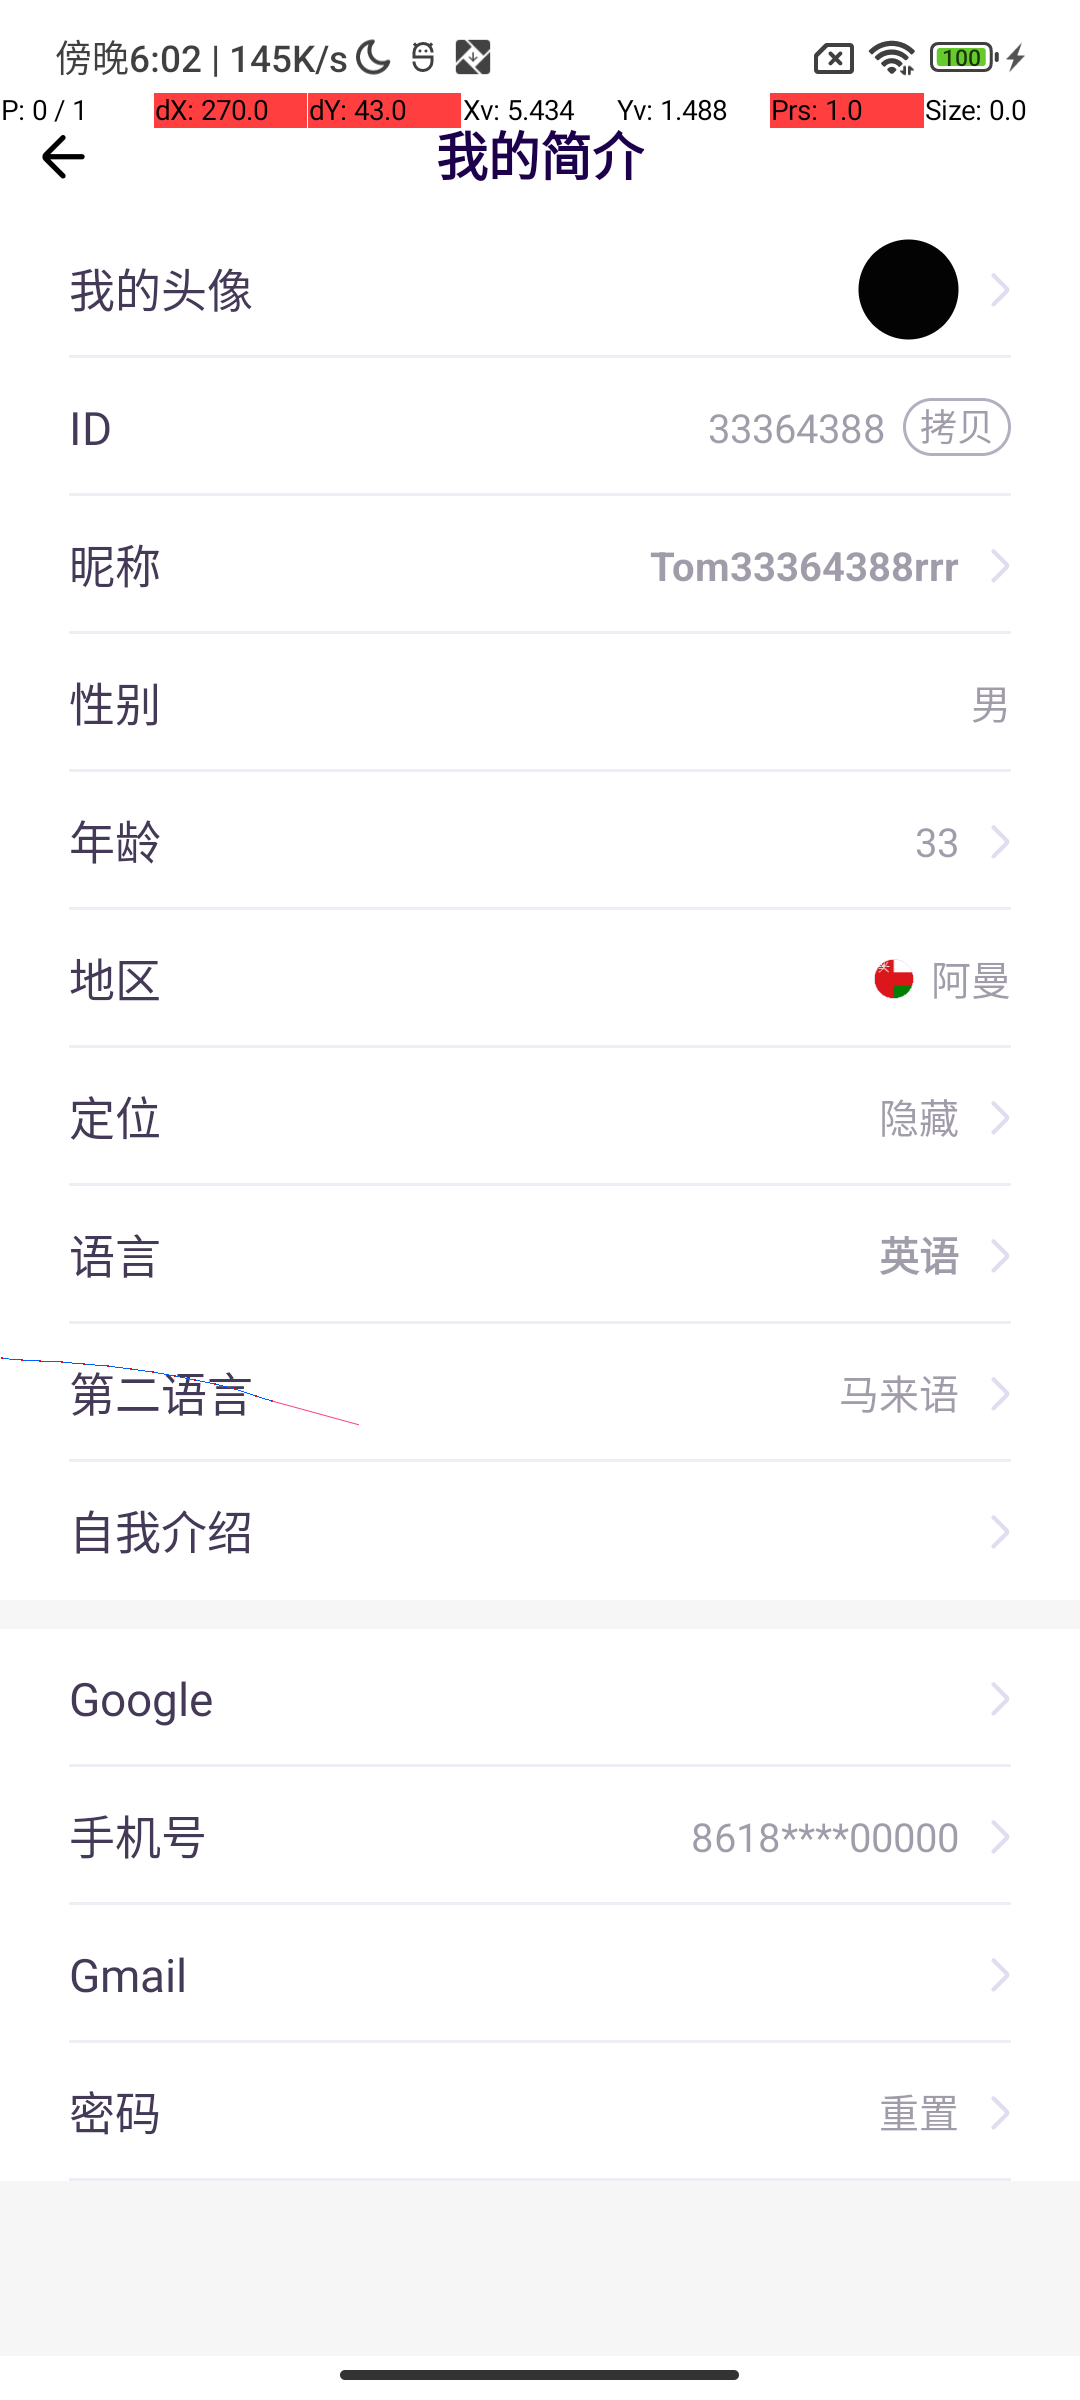 傍晚6:02 | 145K/s 100
P: 0 / 1 dX: 270.0 dY: 43.0 Xv: 5.434 Yv: 1.488 Prs: 1.0 Size: 0.0
我的简介
我的头像
ID 33364388 拷贝
昵称 Tom33364388rrr
性别 男
年龄 33
地区 阿曼
定位 隐藏
语言 英语
第二语言 马来语
自我介绍
Google
手机号 8618****00000
Gmail
密码 重置